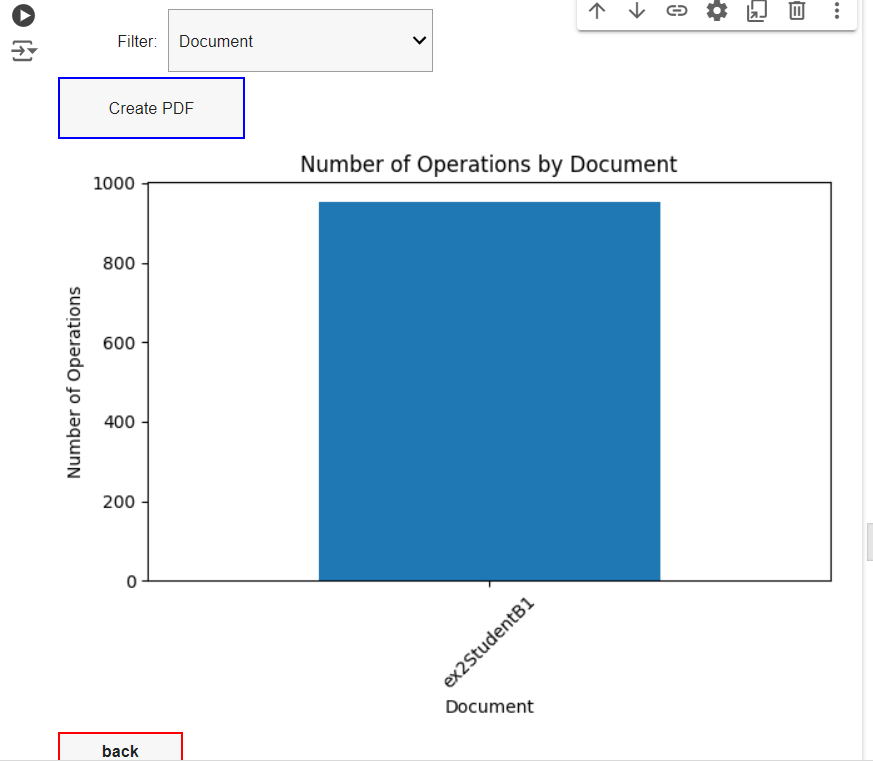 Filter: Document
Create PDF
Number of Operations by Document
1000
800
600
400
200
0
Number of Operations
ex2StudentB1
Document
back